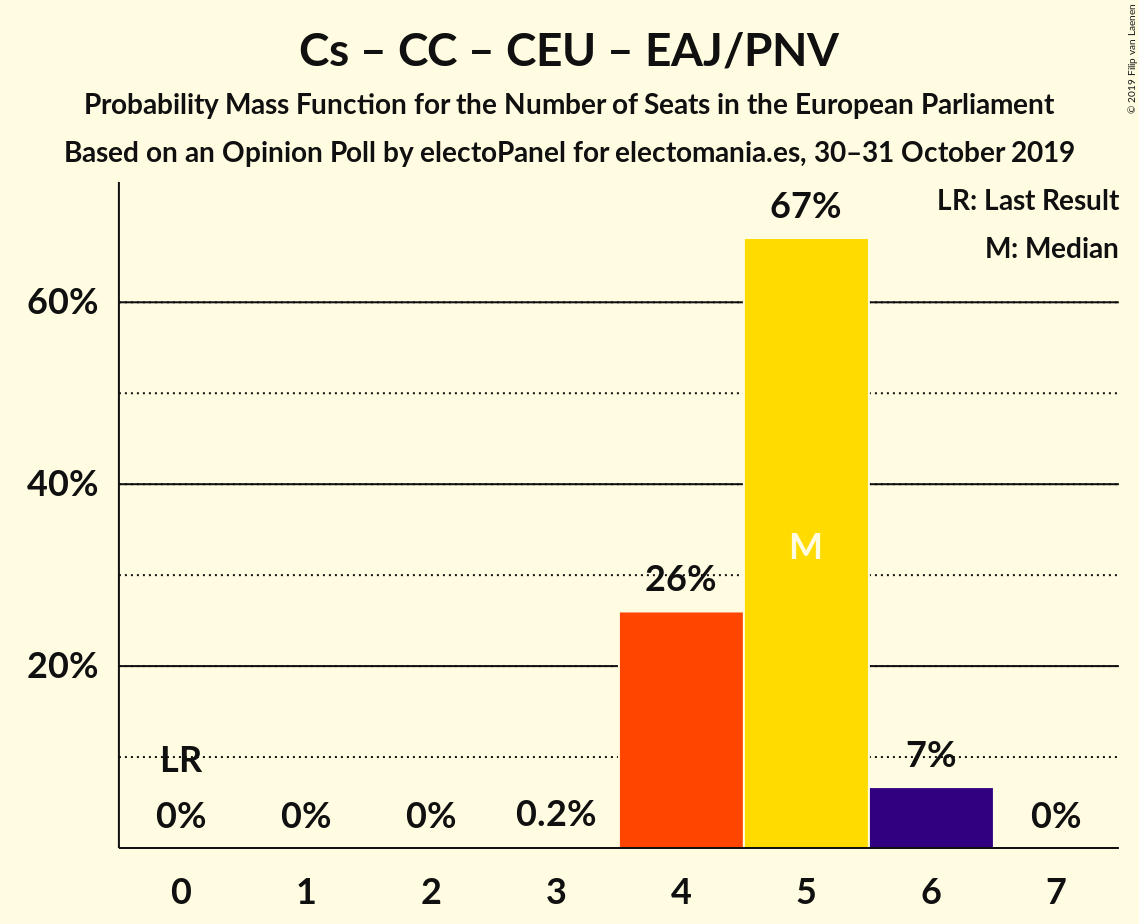 Cs – CC – CEU – EAJ/PNV
Probability Mass Function for the Number of Seats in the European Parliament
Based on an Opinion Poll by electoPanel for electomania.es, 30–31 October 2019
© 2019 Filip van Laenen
LR: Last Result
M: Median
67%
60%
40%
M
26%
20%
LR
7%
0%
0%
0%
0.2%
0%
0
1
2
3
4
5
6
7